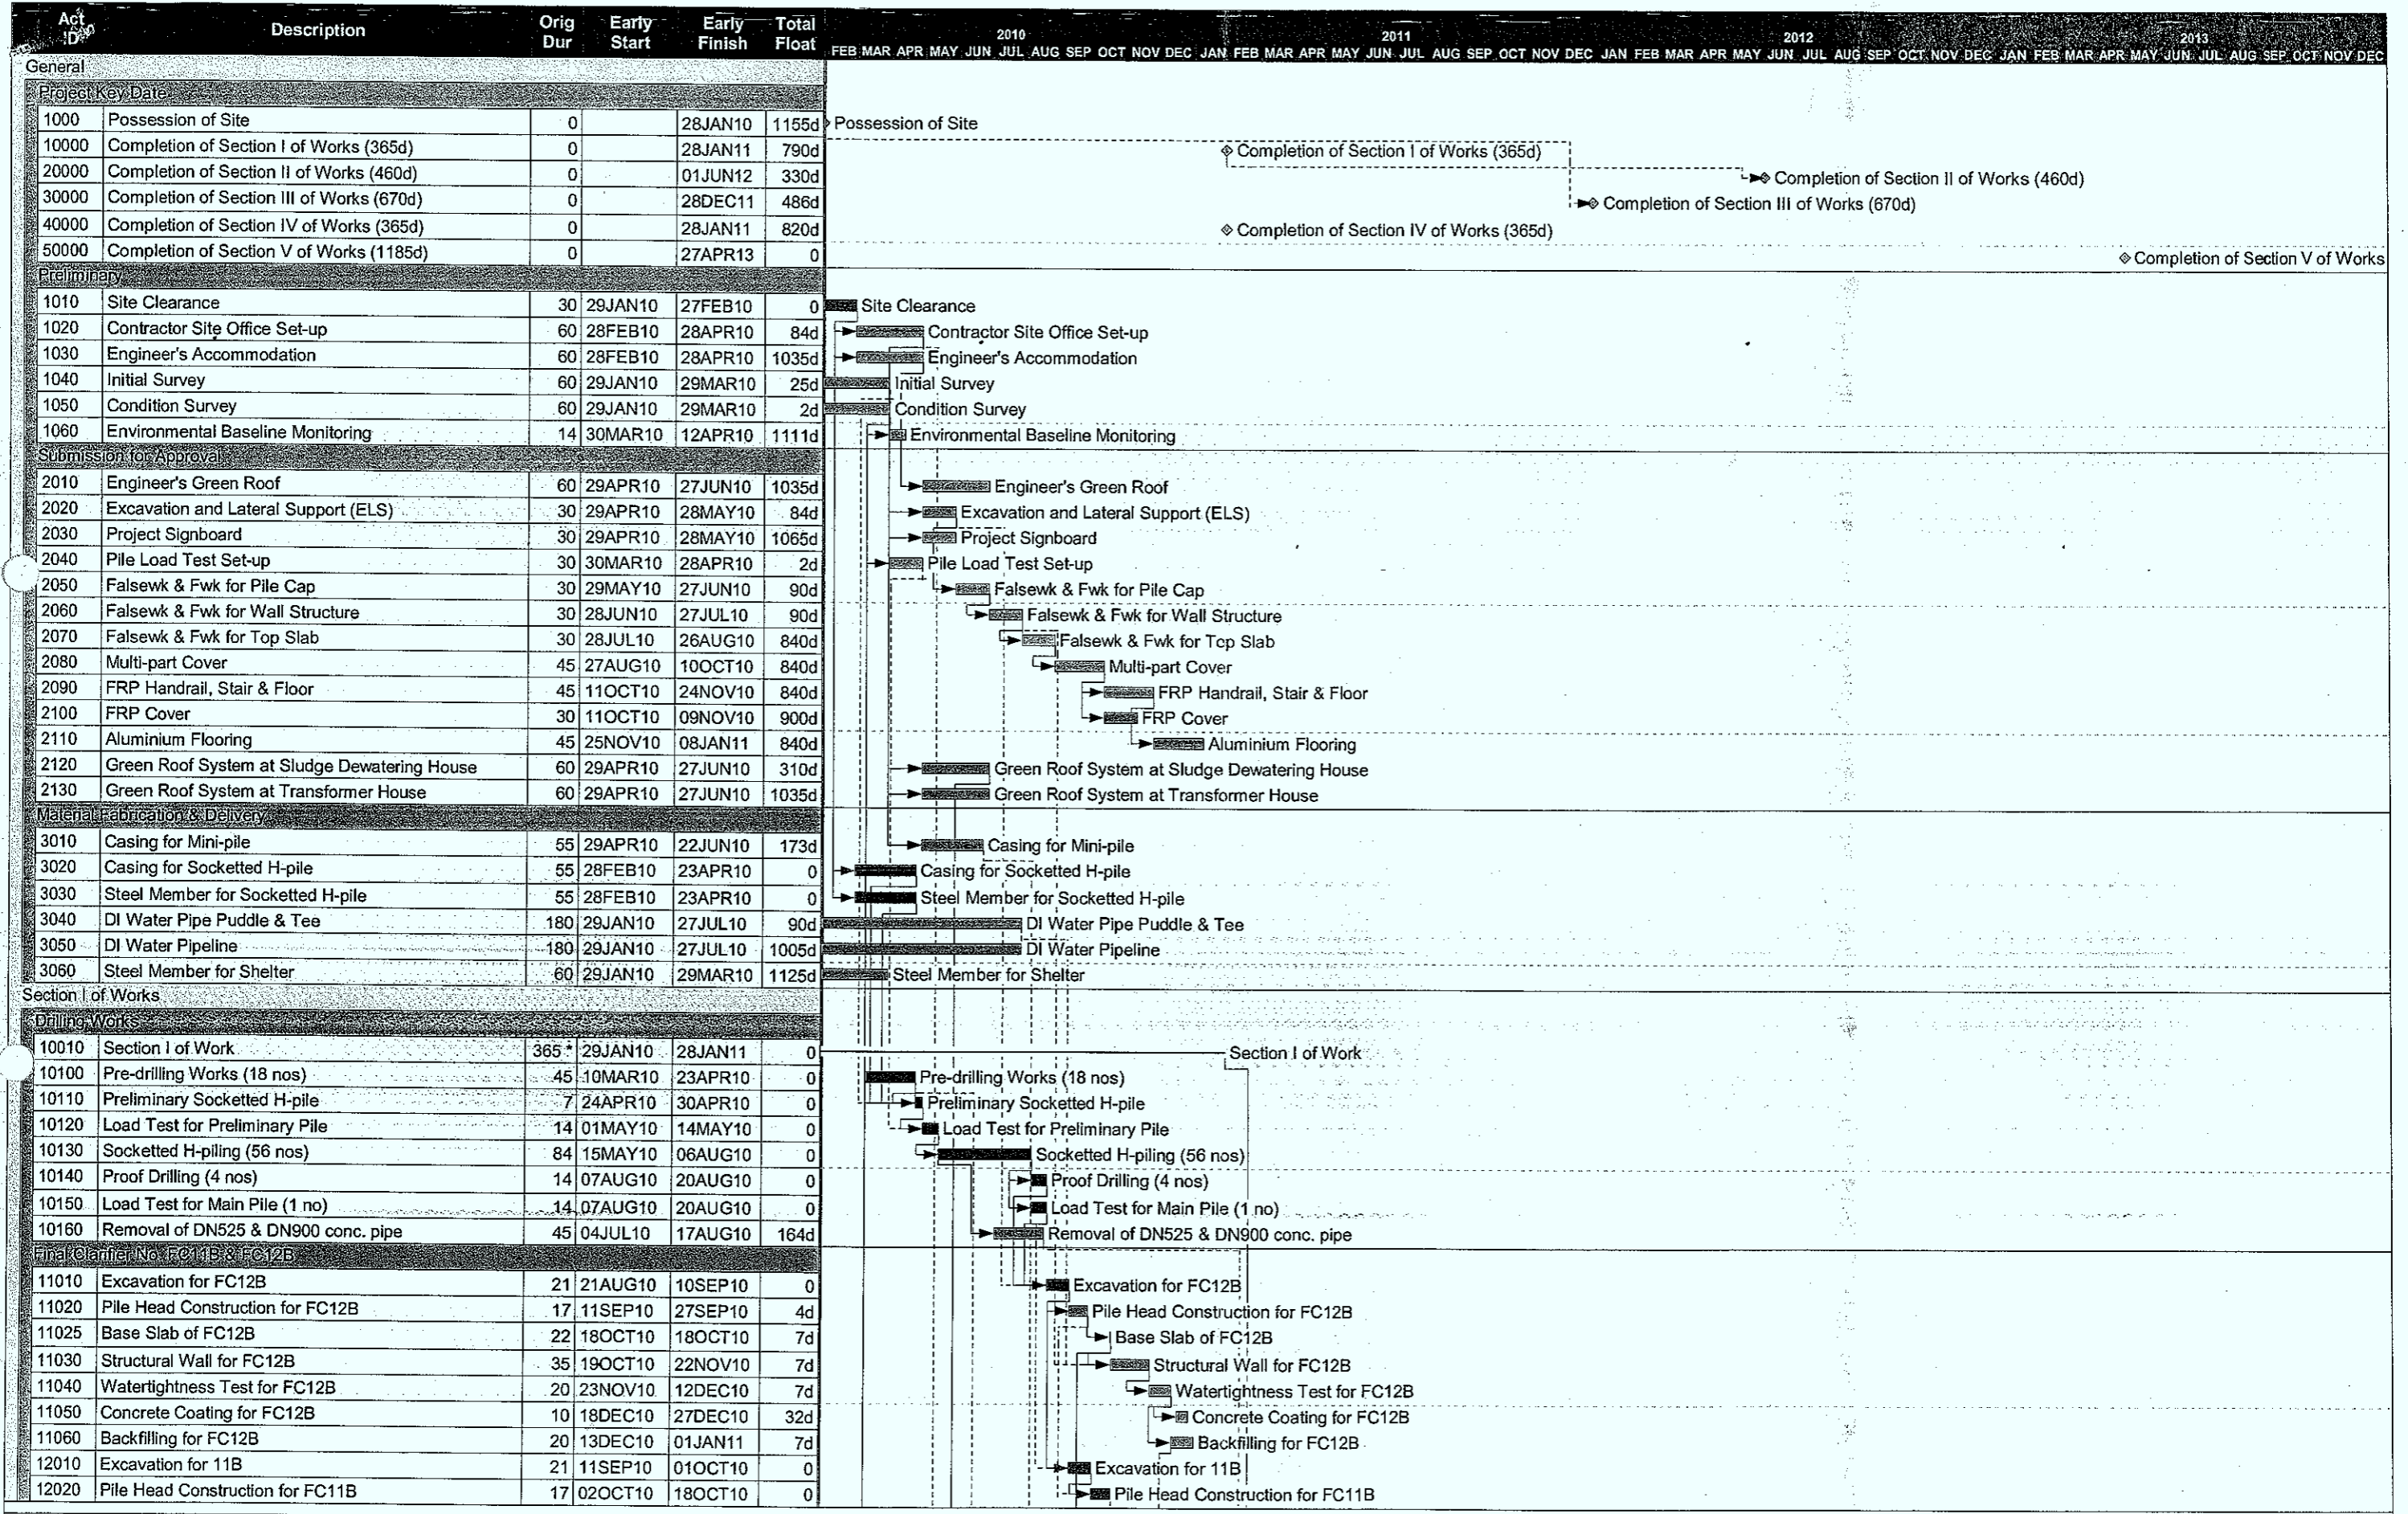 Act ID Description Orig Dur Early Start Early Finish Total Float
2010 2011 2012 2013
FEB MAR APR MAY JUN JUL AUG SEP OCT NOV DEC JAN FEB MAR APR MAY JUN JUL AUG SEP OCT NOV DEC JAN FEB MAR APR MAY JUN JUL AUG SEP OCT NOV DEC JAN FEB MAR APR MAY JUN JUL AUG SEP OCT NOV DEC
General
Project Key Date
1000 Possession of Site 0 28JAN10 1155d Possession of Site
10000 Completion of Section I of Works (365d) 0 28JAN11 790d Completion of Section I of Works (365d)
20000 Completion of Section II of Works (460d) 0 01JUN12 330d Completion of Section II of Works (460d)
30000 Completion of Section III of Works (670d) 0 28DEC11 486d Completion of Section III of Works (670d)
40000 Completion of Section IV of Works (365d) 0 28JAN11 820d Completion of Section IV of Works (365d)
50000 Completion of Section V of Works (1185d) 0 27APR13 0 Completion of Section V of Works
Preliminary
1010 Site Clearance 30 29JAN10 27FEB10 0 Site Clearance
1020 Contractor Site Office Set-up 60 28FEB10 28APR10 84d Contractor Site Office Set-up
1030 Engineer's Accommodation 60 28FEB10 28APR10 1035d Engineer's Accommodation
1040 Initial Survey 60 29JAN10 29MAR10 25d Initial Survey
1050 Condition Survey 60 29JAN10 29MAR10 2d Condition Survey
1060 Environmental Baseline Monitoring 14 30MAR10 12APR10 1111d Environmental Baseline Monitoring
Submission for Approval
2010 Engineer's Green Roof 60 29APR10 27JUN10 1035d Engineer's Green Roof
2020 Excavation and Lateral Support (ELS) 30 29APR10 28MAY10 84d Excavation and Lateral Support (ELS)
2030 Project Signboard 30 29APR10 28MAY10 1065d Project Signboard
2040 Pile Load Test Set-up 30 30MAR10 28APR10 2d Pile Load Test Set-up
2050 Falsewk & Fwk for Pile Cap 30 29MAY10 27JUN10 90d Falsewk & Fwk for Pile Cap
2060 Falsewk & Fwk for Wall Structure 30 28JUN10 27JUL10 90d Falsewk & Fwk for Wall Structure
2070 Falsewk & Fwk for Top Slab 30 28JUL10 26AUG10 840d Falsewk & Fwk for Top Slab
2080 Multi-part Cover 45 27AUG10 10OCT10 840d Multi-part Cover
2090 FRP Handrail, Stair & Floor 45 11OCT10 24NOV10 840d FRP Handrail, Stair & Floor
2100 FRP Cover 30 11OCT10 09NOV10 900d FRP Cover
2110 Aluminium Flooring 45 25NOV10 08JAN11 840d Aluminium Flooring
2120 Green Roof System at Sludge Dewatering House 60 29APR10 27JUN10 310d Green Roof System at Sludge Dewatering House
2130 Green Roof System at Transformer House 60 29APR10 27JUN10 1035d Green Roof System at Transformer House
Material Fabrication & Delivery
3010 Casing for Mini-pile 55 29APR10 22JUN10 173d Casing for Mini-pile
3020 Casing for Socketted H-pile 55 28FEB10 23APR10 0 Casing for Socketted H-pile
3030 Steel Member for Socketted H-pile 55 28FEB10 23APR10 0 Steel Member for Socketted H-pile
3040 DI Water Pipe Puddle & Tee 180 29JAN10 27JUL10 90d DI Water Pipe Puddle & Tee
3050 DI Water Pipeline 180 29JAN10 27JUL10 1005d DI Water Pipeline
3060 Steel Member for Shelter 60 29JAN10 29MAR10 1125d Steel Member for Shelter
Section I of Works
Drilling Works
10010 Section I of Work 365 * 29JAN10 28JAN11 0 Section I of Work
10100 Pre-drilling Works (18 nos) 45 10MAR10 23APR10 0 Pre-drilling Works (18 nos)
10110 Preliminary Socketted H-pile 7 24APR10 30APR10 0 Preliminary Socketted H-pile
10120 Load Test for Preliminary Pile 14 01MAY10 14MAY10 0 Load Test for Preliminary Pile
10130 Socketted H-piling (56 nos) 84 15MAY10 06AUG10 0 Socketted H-piling (56 nos)
10140 Proof Drilling (4 nos) 14 07AUG10 20AUG10 0 Proof Drilling (4 nos)
10150 Load Test for Main Pile (1 no) 14 07AUG10 20AUG10 0 Load Test for Main Pile (1 no)
10160 Removal of DN525 & DN900 conc. pipe 45 04JUL10 17AUG10 164d Removal of DN525 & DN900 conc. pipe
Final Clarifier No. FC11B & FC12B
11010 Excavation for FC12B 21 21AUG10 10SEP10 0 Excavation for FC12B
11020 Pile Head Construction for FC12B 17 11SEP10 27SEP10 4d Pile Head Construction for FC12B
11025 Base Slab of FC12B 22 18OCT10 18OCT10 7d Base Slab of FC12B
11030 Structural Wall for FC12B 35 19OCT10 22NOV10 7d Structural Wall for FC12B
11040 Watertightness Test for FC12B 20 23NOV10 12DEC10 7d Watertightness Test for FC12B
11050 Concrete Coating for FC12B 10 18DEC10 27DEC10 32d Concrete Coating for FC12B
11060 Backfilling for FC12B 20 13DEC10 01JAN11 7d Backfilling for FC12B
12010 Excavation for 11B 21 11SEP10 01OCT10 0 Excavation for 11B
12020 Pile Head Construction for FC11B 17 02OCT10 18OCT10 0 Pile Head Construction for FC11B